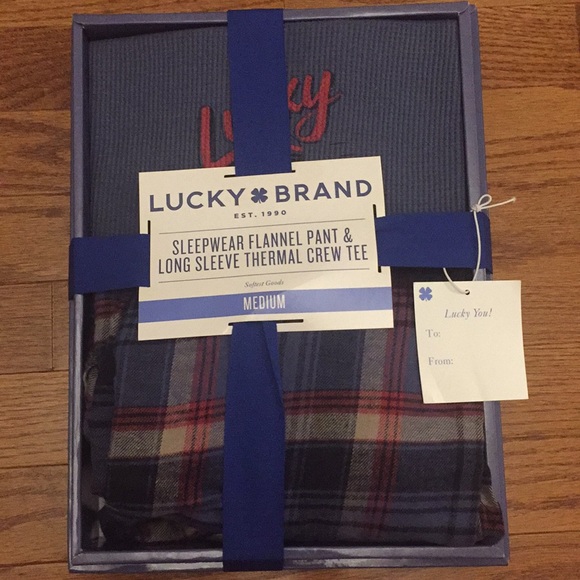 Lucky
LUCKY BRAND
EST. 1990
SLEEPWEAR FLANNEL PANT &
LONG SLEEVE THERMAL CREW TEE
Softest Goods
MEDIUM
Lucky You!
To:
From: